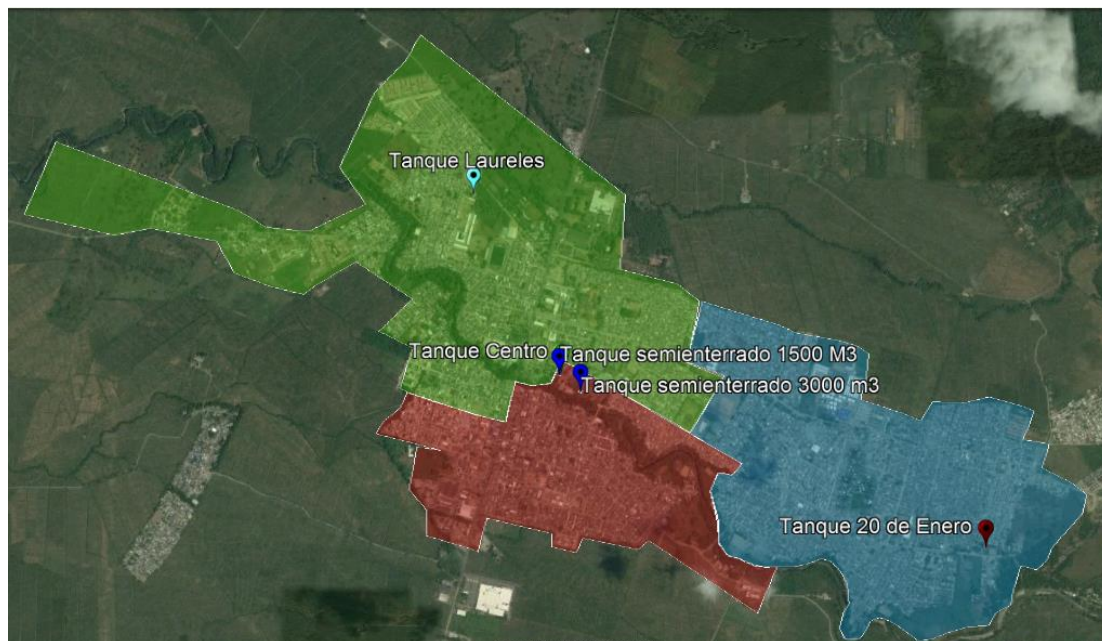 Tanque Laureles
Tanque Centro
Tanque semienterrado 1500 M3
Tanque semienterrado 3000 m3
Tanque 20 de Enero